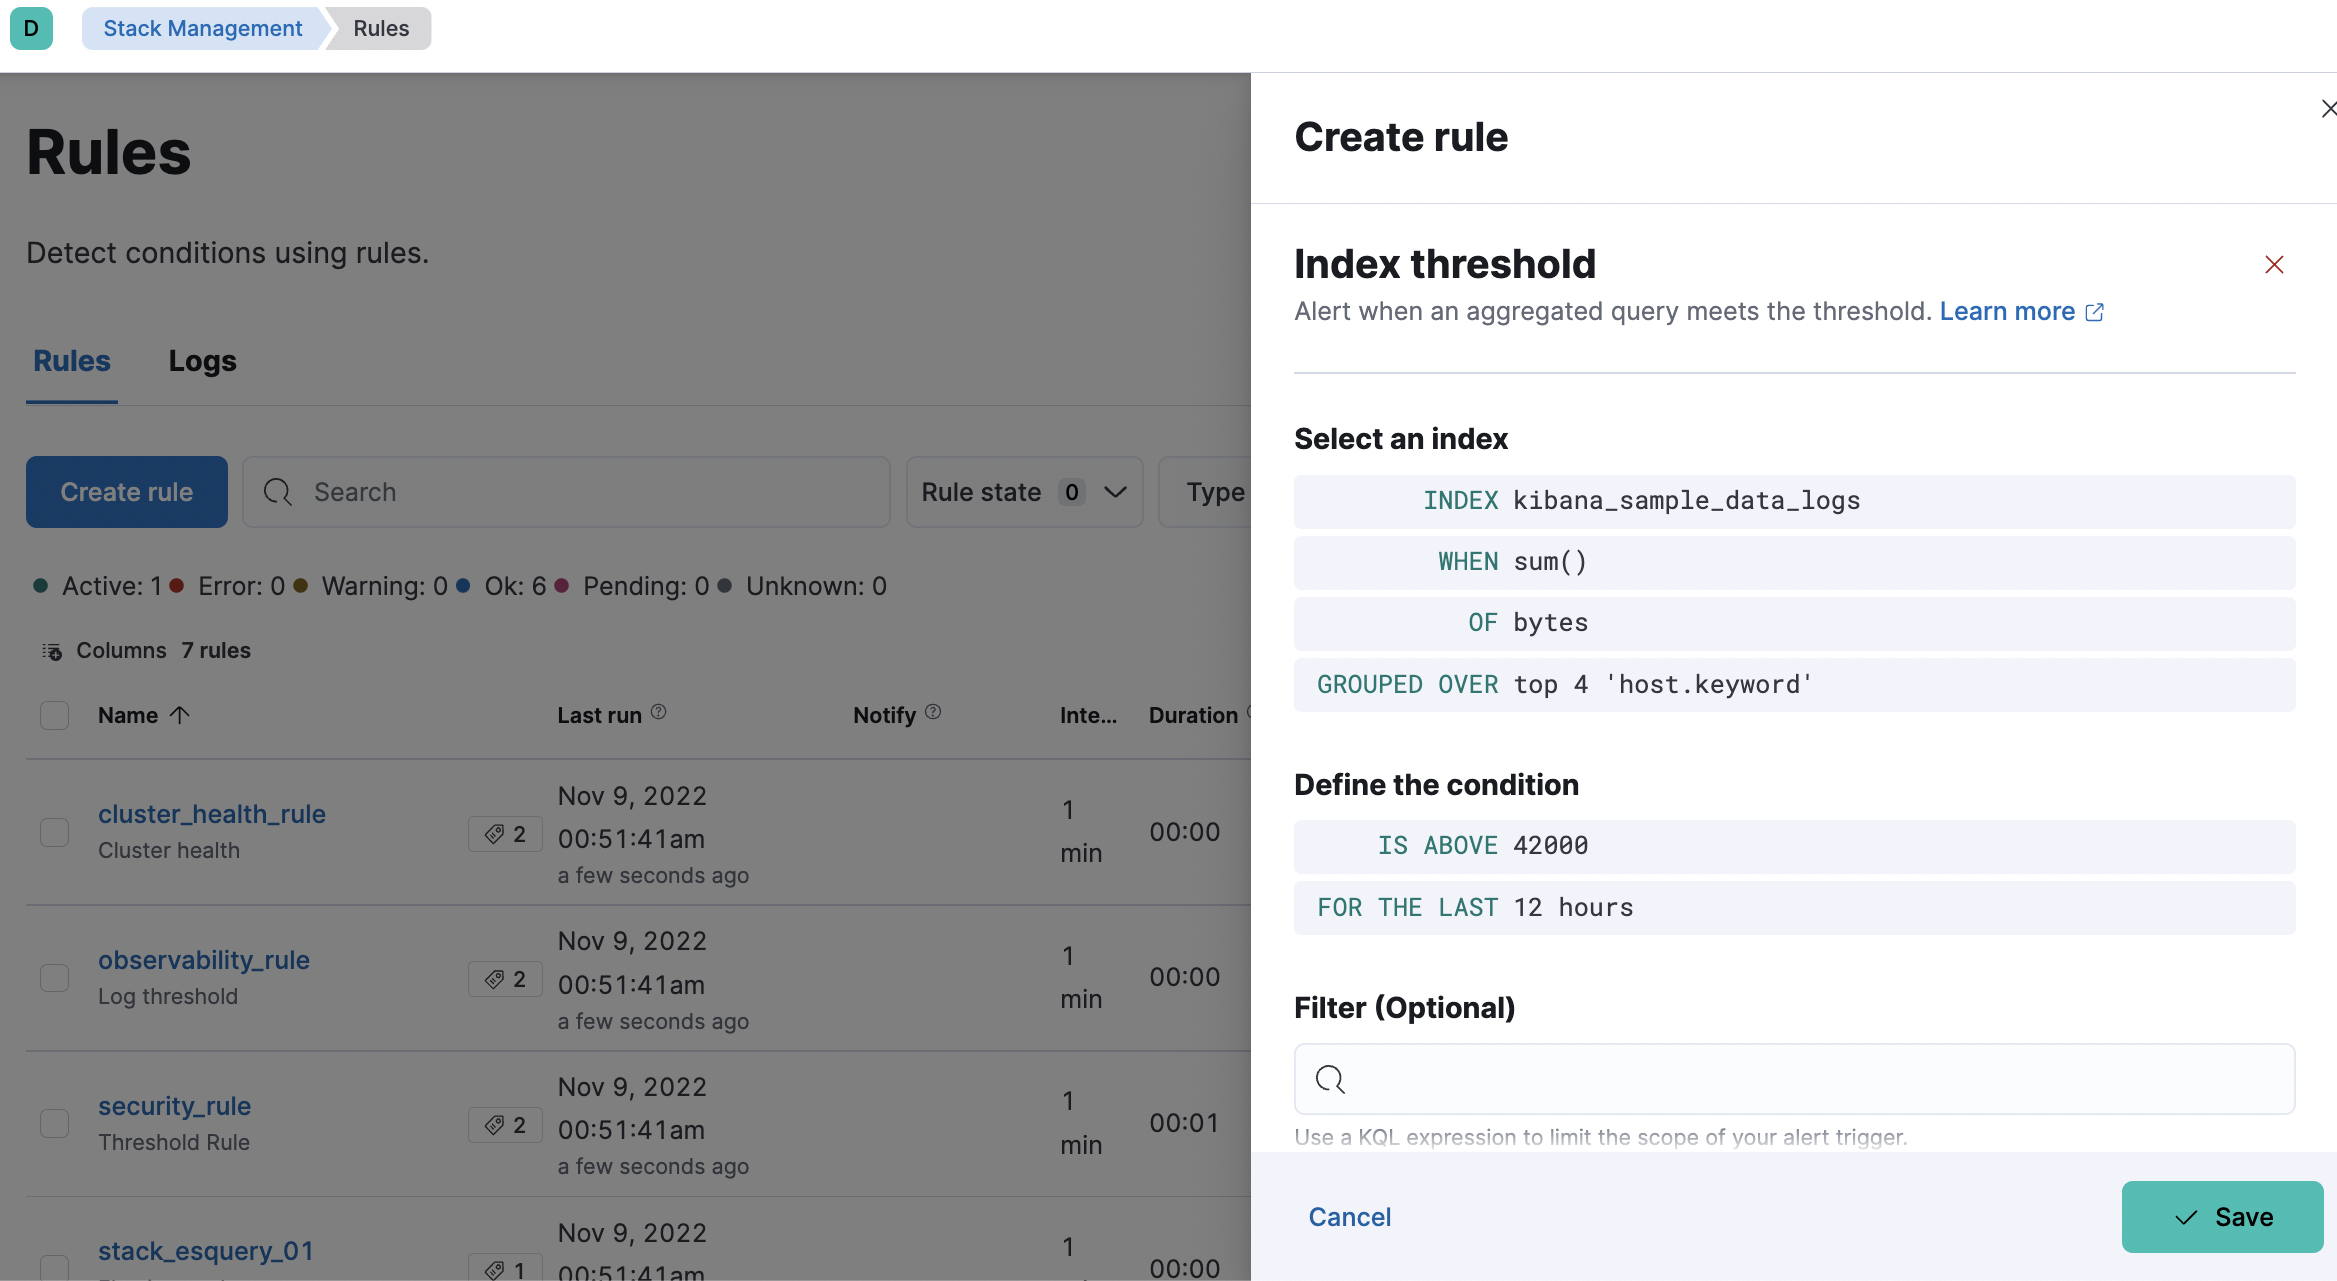 D
Stack Management
Rules
Rules
Detect conditions using rules.
Rules
Logs
Create rule
Search
Rule state 0
Type
Active: 1 Error: 0 Warning: 0 Ok: 6 Pending: 0 Unknown: 0
Columns 7 rules
Name
Last run
Notify
Inte...
Duration
cluster_health_rule
Cluster health
2
Nov 9, 2022
00:51:41am
a few seconds ago
1
min
00:00
observability_rule
Log threshold
2
Nov 9, 2022
00:51:41am
a few seconds ago
1
min
00:00
security_rule
Threshold Rule
2
Nov 9, 2022
00:51:41am
a few seconds ago
1
min
00:01
stack_esquery_01
1
Nov 9, 2022
00:51:41am
1
00:00
Create rule
Index threshold
Alert when an aggregated query meets the threshold. Learn more
Select an index
INDEX kibana_sample_data_logs
WHEN sum()
OF bytes
GROUPED OVER top 4 'host.keyword'
Define the condition
IS ABOVE 42000
FOR THE LAST 12 hours
Filter (Optional)
Use a KQL expression to limit the scope of your alert trigger.
Cancel
Save